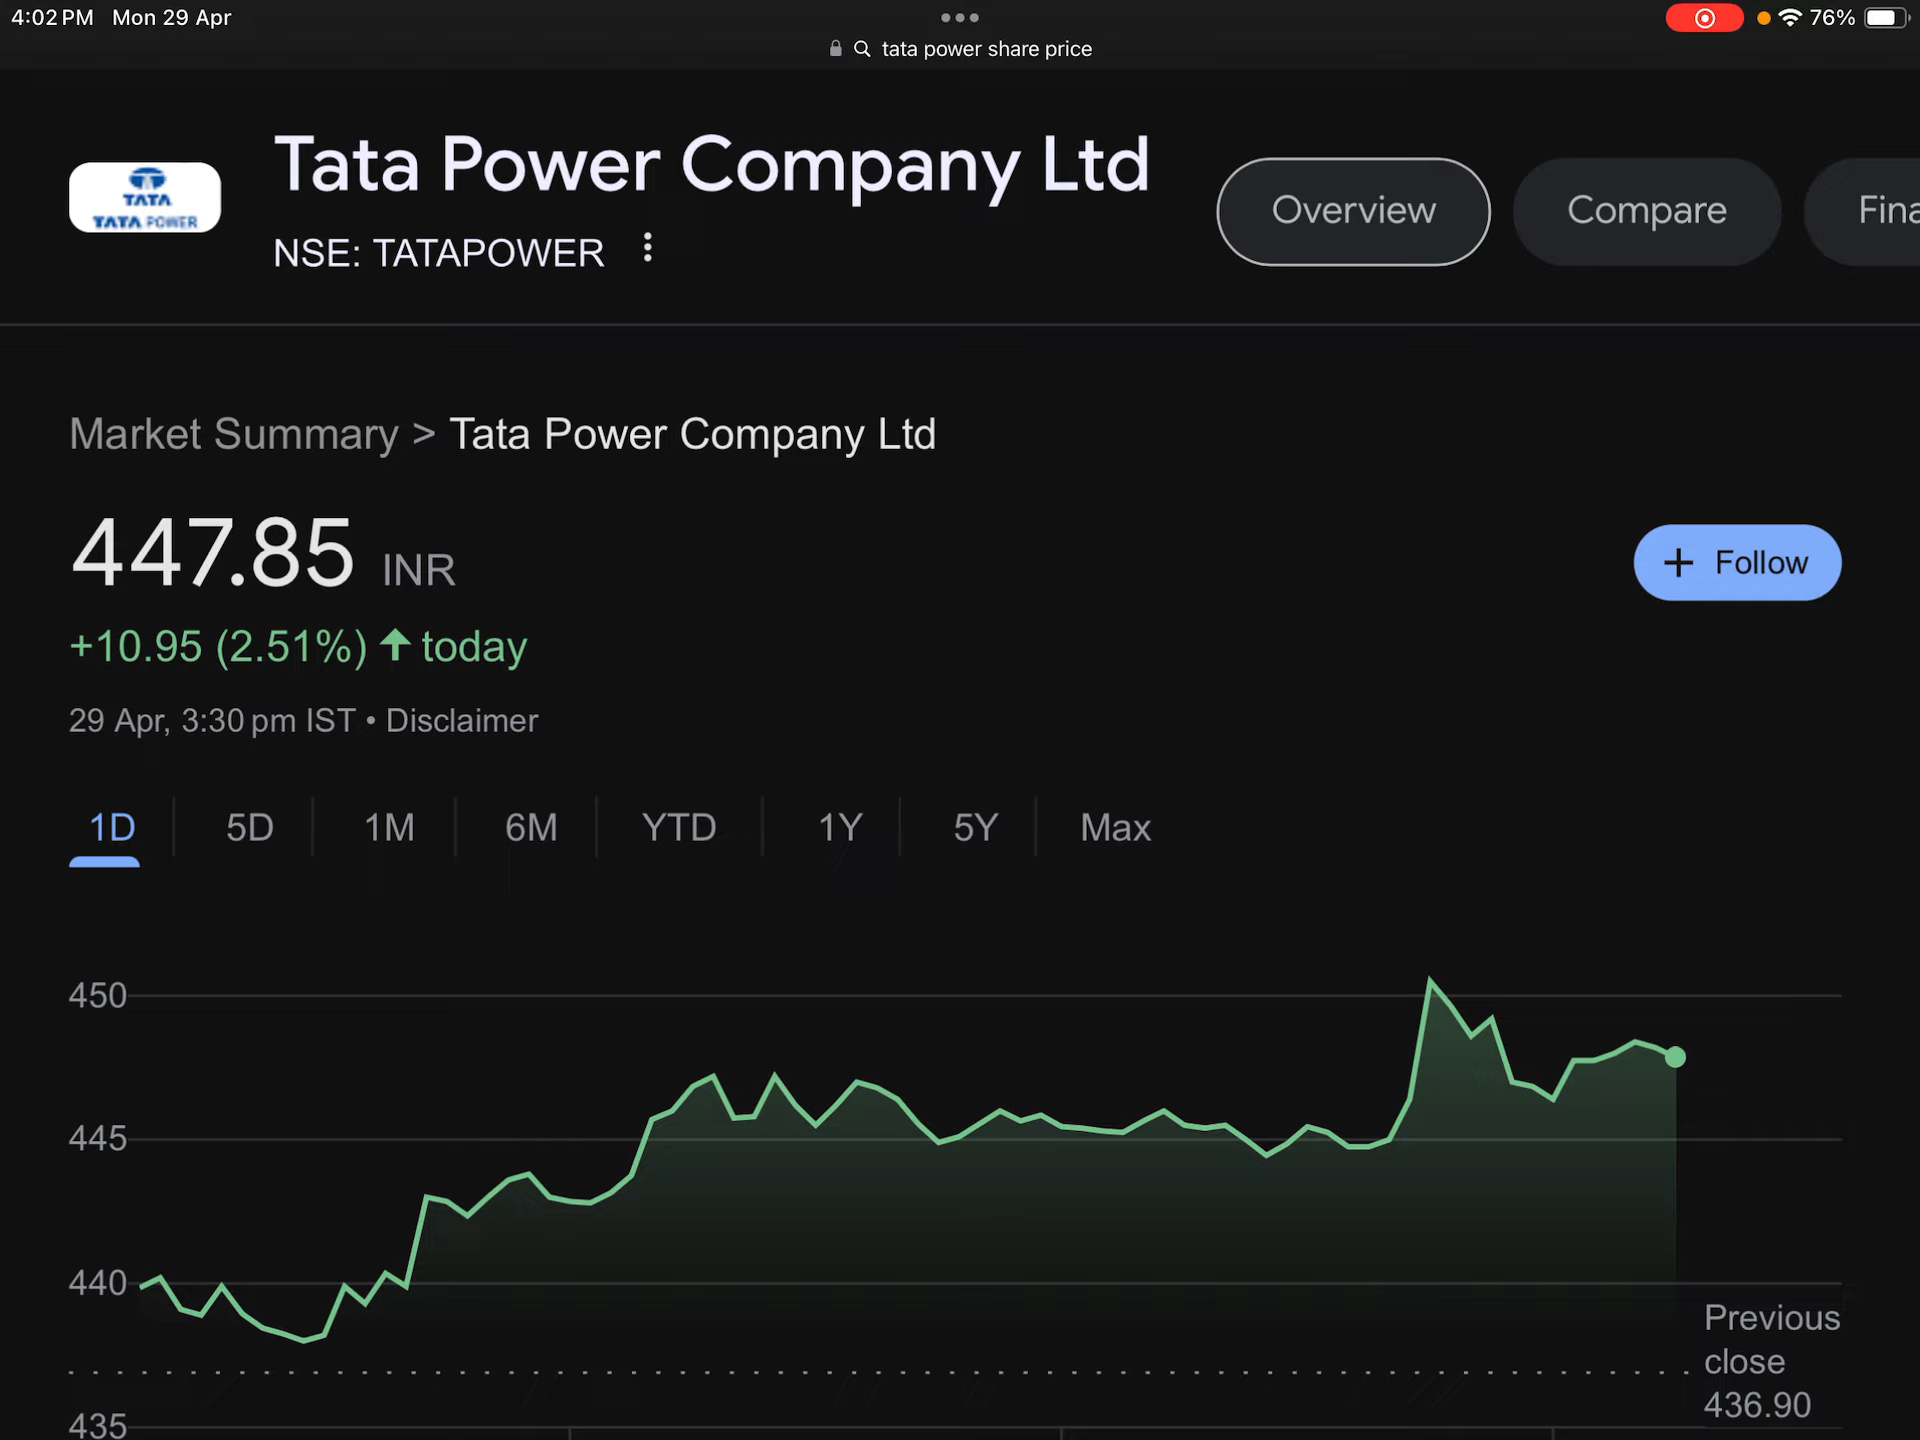 4:02 PM Mon 29 Apr
76%
tata power share price
TATA
TATA POWER
Tata Power Company Ltd
NSE: TATAPOWER
Overview
Compare
Fina
Market Summary > Tata Power Company Ltd
447.85 INR
+ Follow
+10.95 (2.51%) ↑ today
29 Apr, 3:30 pm IST • Disclaimer
1D 5D 1M 6M YTD 1Y 5Y Max
450
445
440
Previous
close
436.90
435